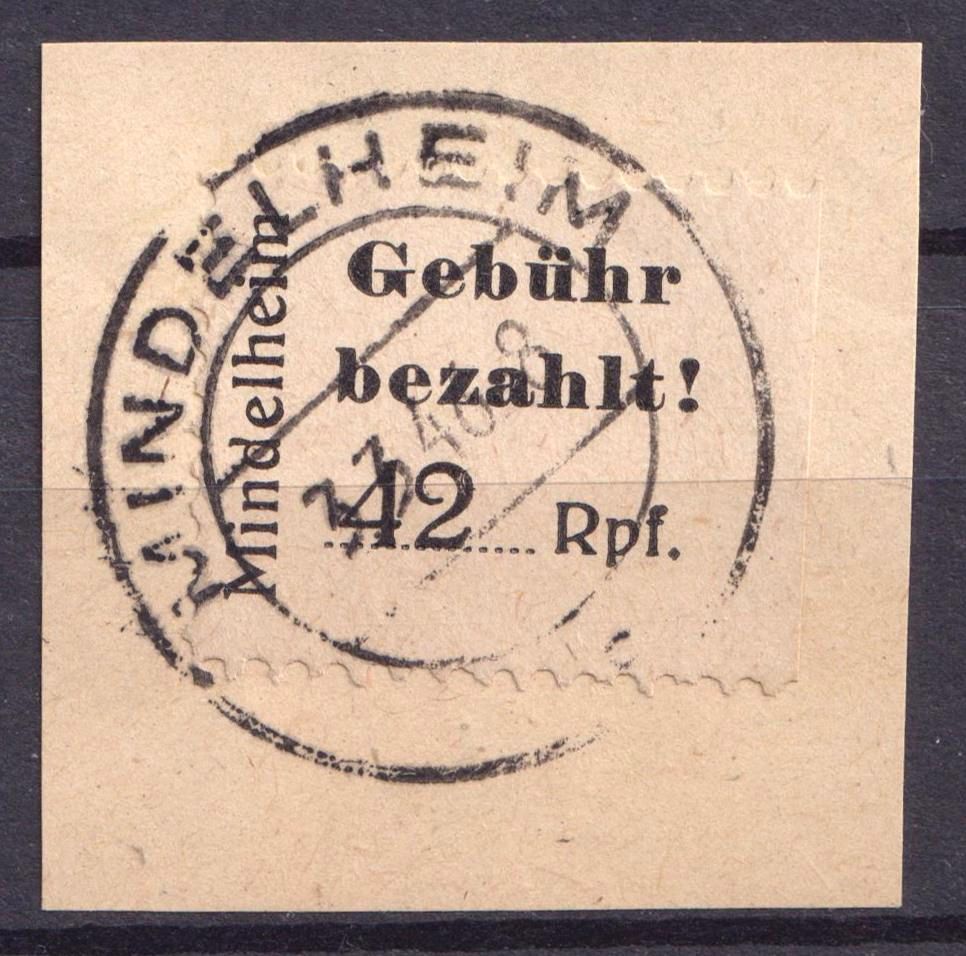 MINDELHEIM
Mindelheim
Gebühr
bezahlt!
42 Rpf.